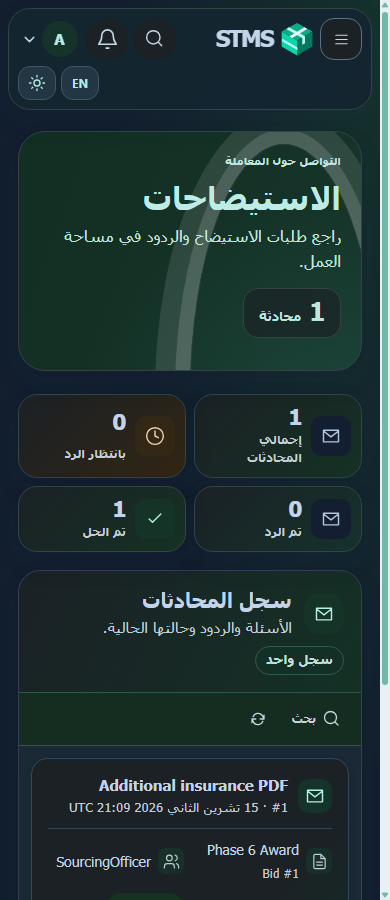 STMS
A
EN
التواصل حول المعاملة
الاستيضاحات
راجع طلبات الاستيضاح والردود في مساحة
العمل.
1 محادثة
1
إجمالي
المحادثات
0
بانتظار الرد
0
تم الرد
1
تم الحل
سجل المحادثات
الأسئلة والردود وحالتها الحالية.
سجل واحد
بحث
Additional insurance PDF
#1 · 15 تشرين الثاني 2026 21:09 UTC
Phase 6 Award
Bid #1
SourcingOfficer